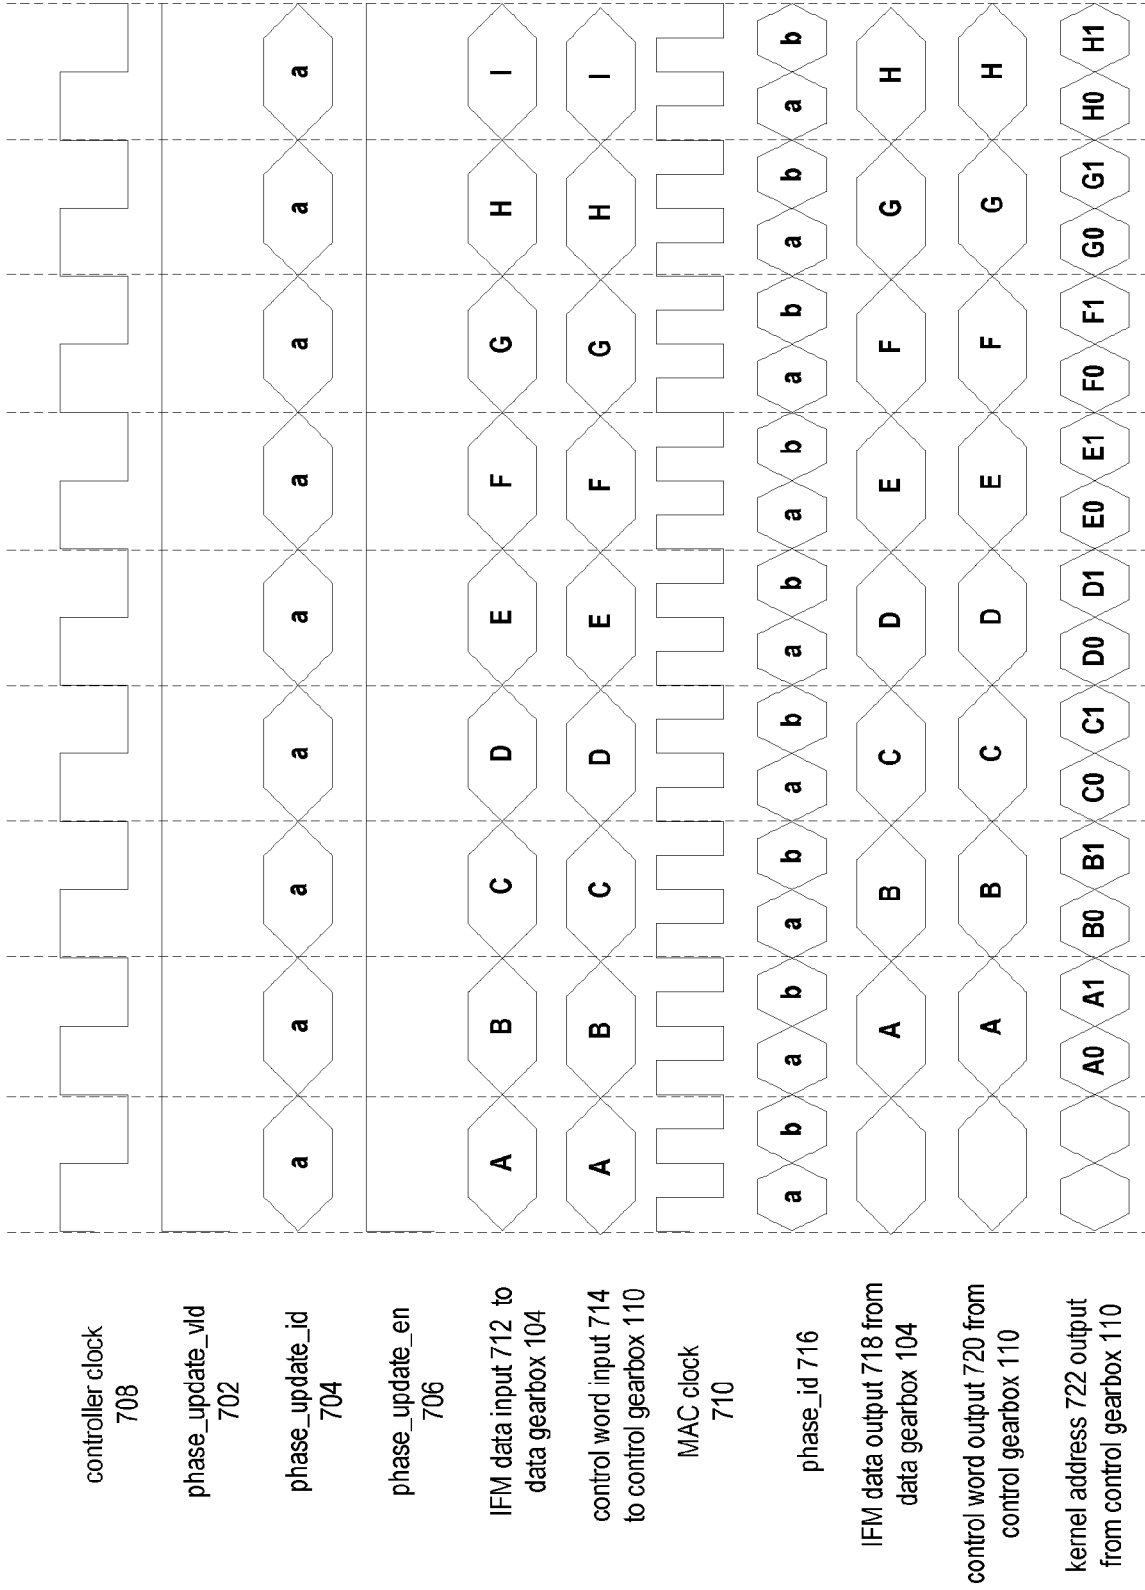 controller clock
708
phase_update_vld
702
phase_update_id
704
a a a a a a a a a
phase_update_en
706
IFM data input 712 to
data gearbox 104
A B C D E F G H I
control word input 714
to control gearbox 110
A B C D E F G H I
MAC clock
710
phase_id 716
a b a b a b a b a b a b a b a b a b
IFM data output 718 from
data gearbox 104
A B C D E F G H
control word output 720 from
control gearbox 110
A B C D E F G H
kernel address 722 output
from control gearbox 110
A0 A1 B0 B1 C0 C1 D0 D1 E0 E1 F0 F1 G0 G1 H0 H1